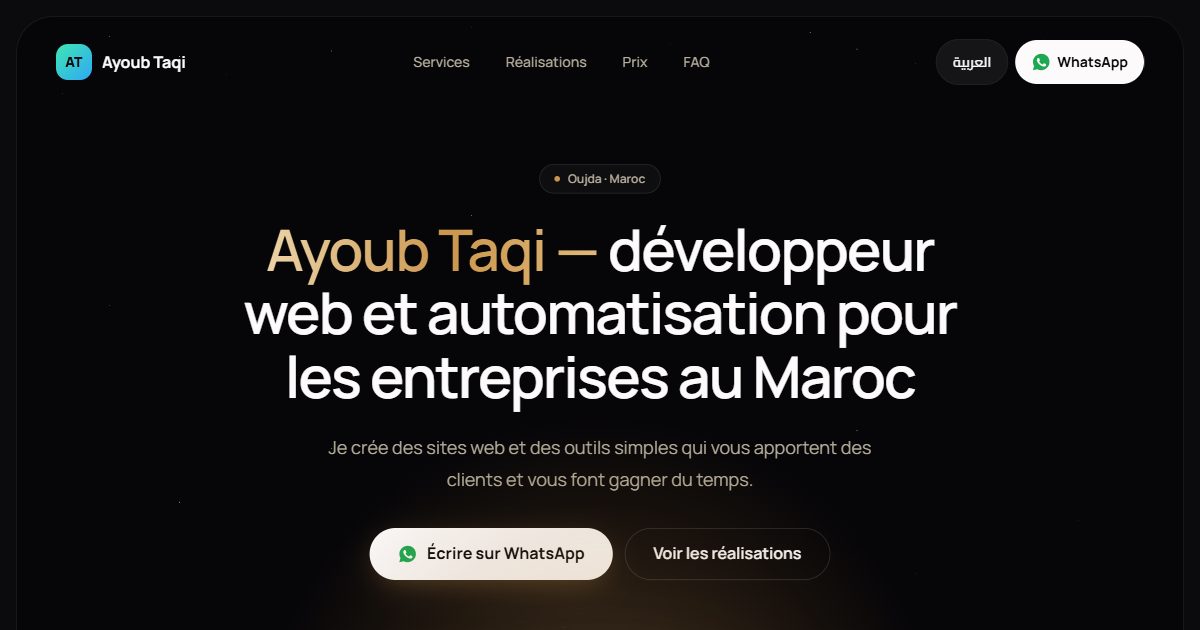 AT Ayoub Taqi
Services Réalisations Prix FAQ
العربية WhatsApp
Oujda · Maroc
Ayoub Taqi — développeur
web et automatisation pour
les entreprises au Maroc
Je crée des sites web et des outils simples qui vous apportent des
clients et vous font gagner du temps.
Écrire sur WhatsApp Voir les réalisations